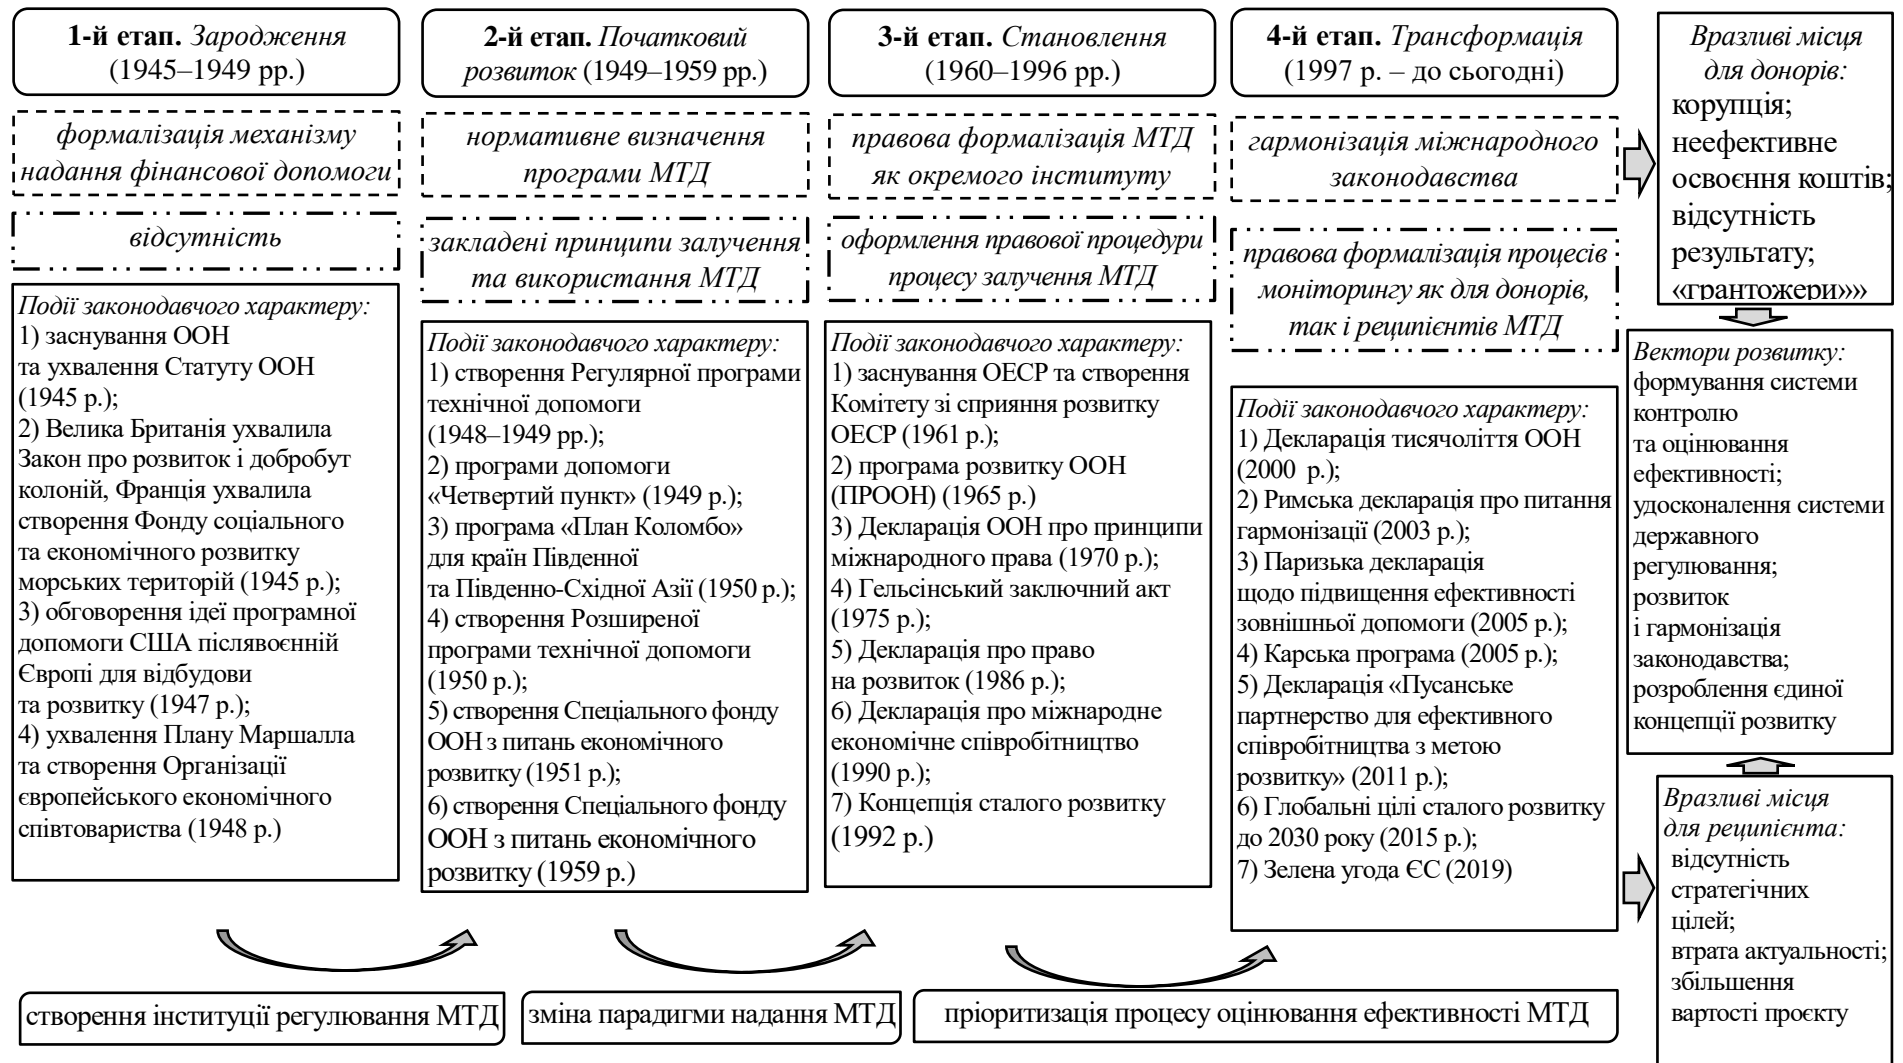 1-й етап. Зародження
(1945–1949 рр.)
формалізація механізму
надання фінансової допомоги
відсутність
Події законодавчого характеру:
1) заснування ООН
та ухвалення Статуту ООН
(1945 р.);
2) Велика Британія ухвалила
Закон про розвиток і добробут
колоній, Франція ухвалила
створення Фонду соціального
та економічного розвитку
морських територій (1945 р.);
3) обговорення ідеї програмної
допомоги США післявоєнній
Європі для відбудови
та розвитку (1947 р.);
4) ухвалення Плану Маршалла
та створення Організації
європейського економічного
співтовариства (1948 р.)
2-й етап. Початковий
розвиток (1949–1959 рр.)
нормативне визначення
програми МТД
закладені принципи залучення
та використання МТД
Події законодавчого характеру:
1) створення Регулярної програми
технічної допомоги
(1948–1949 рр.);
2) програми допомоги
«Четвертий пункт» (1949 р.);
3) програма «План Коломбо»
для країн Південної
та Південно-Східної Азії (1950 р.);
4) створення Розширеної
програми технічної допомоги
(1950 р.);
5) створення Спеціального фонду
ООН з питань економічного
розвитку (1951 р.);
6) створення Спеціального фонду
ООН з питань економічного
розвитку (1959 р.)
3-й етап. Становлення
(1960–1996 рр.)
правова формалізація МТД
як окремого інституту
оформлення правової процедури
процесу залучення МТД
Події законодавчого характеру:
1) заснування ОЕСР та створення
Комітету зі сприяння розвитку
ОЕСР (1961 р.);
2) програма розвитку ООН
(ПРООН) (1965 р.)
3) Декларація ООН про принципи
міжнародного права (1970 р.);
4) Гельсінський заключний акт
(1975 р.);
5) Декларація про право
на розвиток (1986 р.);
6) Декларація про міжнародне
економічне співробітництво
(1990 р.);
7) Концепція сталого розвитку
(1992 р.)
4-й етап. Трансформація
(1997 р. – до сьогодні)
гармонізація міжнародного
законодавства
правова формалізація процесів
моніторингу як для донорів,
так і реципієнтів МТД
Події законодавчого характеру:
1) Декларація тисячоліття ООН
(2000 р.);
2) Римська декларація про питання
гармонізації (2003 р.);
3) Паризька декларація
щодо підвищення ефективності
зовнішньої допомоги (2005 р.);
4) Карська програма (2005 р.);
5) Декларація «Пусанське
партнерство для ефективного
співробітництва з метою
розвитку» (2011 р.);
6) Глобальні цілі сталого розвитку
до 2030 року (2015 р.);
7) Зелена угода ЄС (2019)
Вразливі місця
для донорів:
корупція;
неефективне
освоєння коштів;
відсутність
результату;
«грантожери»»
Вектори розвитку:
формування системи
контролю
та оцінювання
ефективності;
удосконалення системи
державного
регулювання;
розвиток
і гармонізація
законодавства;
розроблення єдиної
концепції розвитку
Вразливі місця
для реципієнта:
відсутність
стратегічних
цілей;
втрата актуальності;
збільшення
вартості проєкту
створення інституції регулювання МТД
зміна парадигми надання МТД
пріоритизація процесу оцінювання ефективності МТД